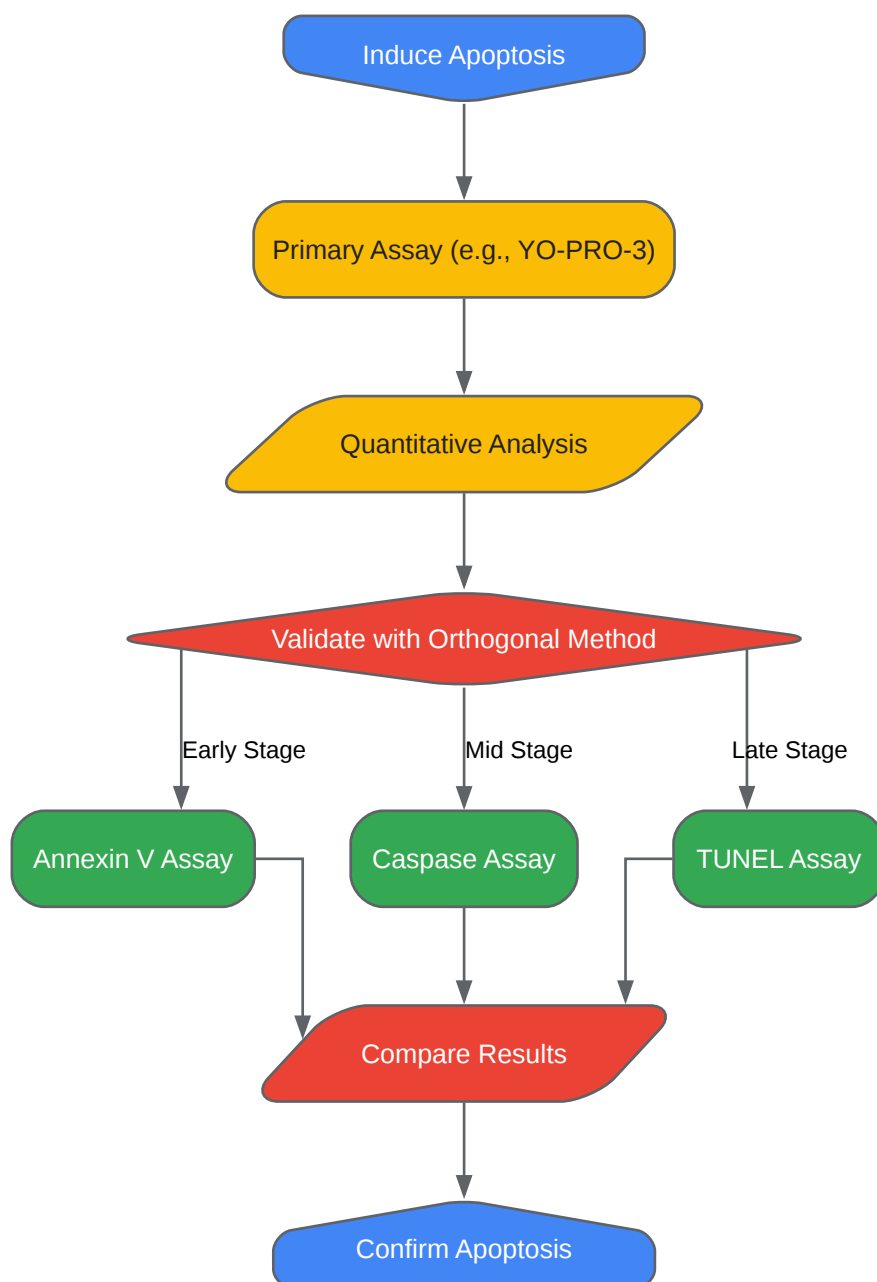 Induce Apoptosis
Primary Assay (e.g., YO-PRO-3)
Quantitative Analysis
Validate with Orthogonal Method
Early Stage
Mid Stage
Late Stage
Annexin V Assay
Caspase Assay
TUNEL Assay
Compare Results
Confirm Apoptosis